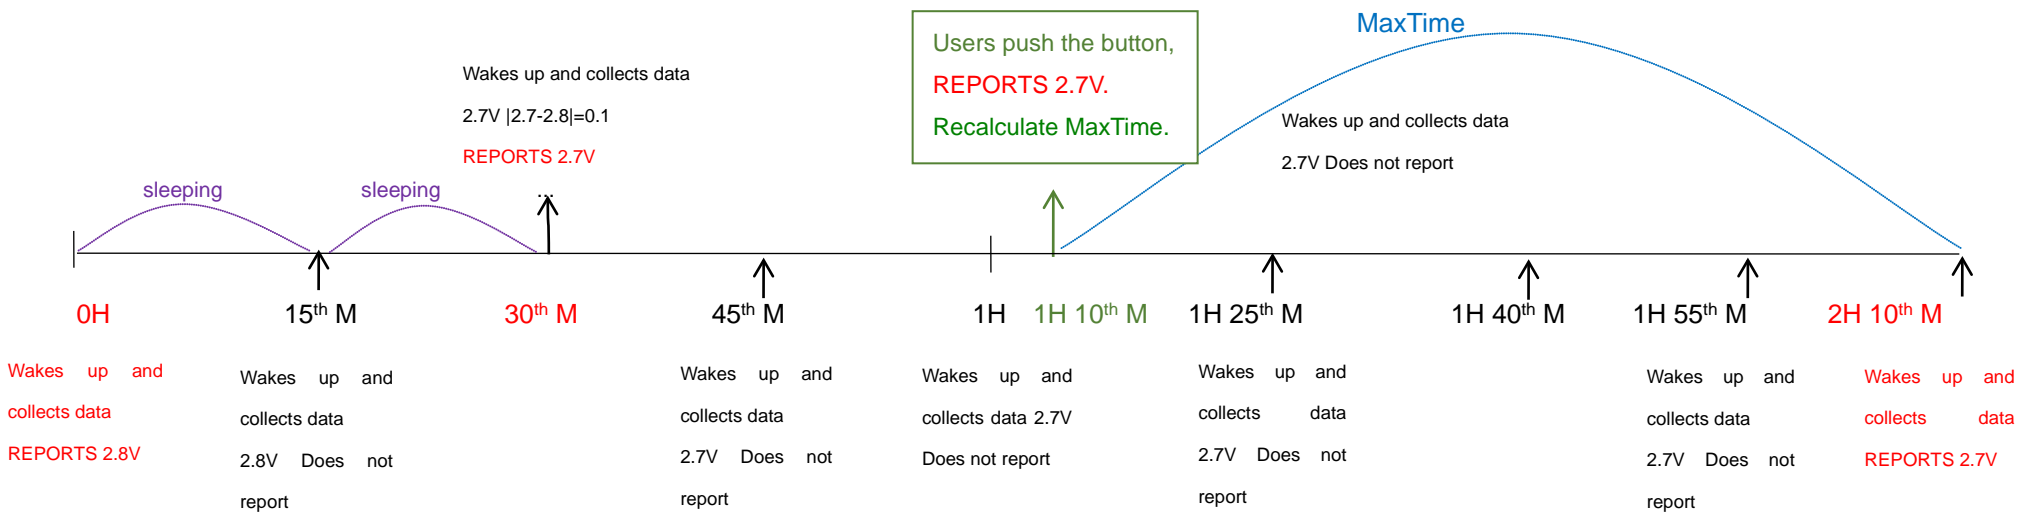 MaxTime
Users push the button,
REPORTS 2.7V.
Recalculate MaxTime.
Wakes up and collects data
2.7V |2.7-2.8|=0.1
REPORTS 2.7V
...
Wakes up and collects data
2.7V Does not report
sleeping
sleeping
0H
15th M
30th M
45th M
1H
1H 10th M
1H 25th M
1H 40th M
1H 55th M
2H 10th M
Wakes up and
collects data
REPORTS 2.8V
Wakes up and
collects data
2.8V Does not
report
Wakes up and
collects data
2.7V Does not
report
Wakes up and
collects data 2.7V
Does not report
Wakes up and
collects data
2.7V Does not
report
Wakes up and
collects data
2.7V Does not
report
Wakes up and
collects data
REPORTS 2.7V